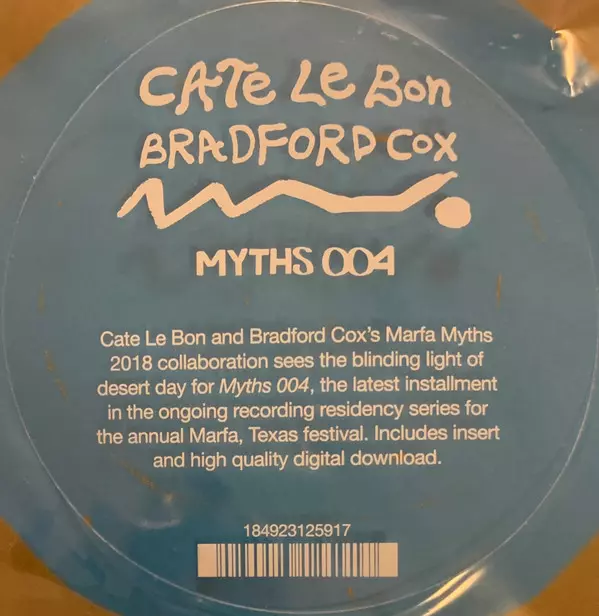 CATE LE BON
BRADFORD COX
MYTHS 004
Cate Le Bon and Bradford Cox's Marfa Myths
2018 collaboration sees the blinding light of
desert day for Myths 004, the latest installment
in the ongoing recording residency series for
the annual Marfa, Texas festival. Includes insert
and high quality digital download.
184923125917